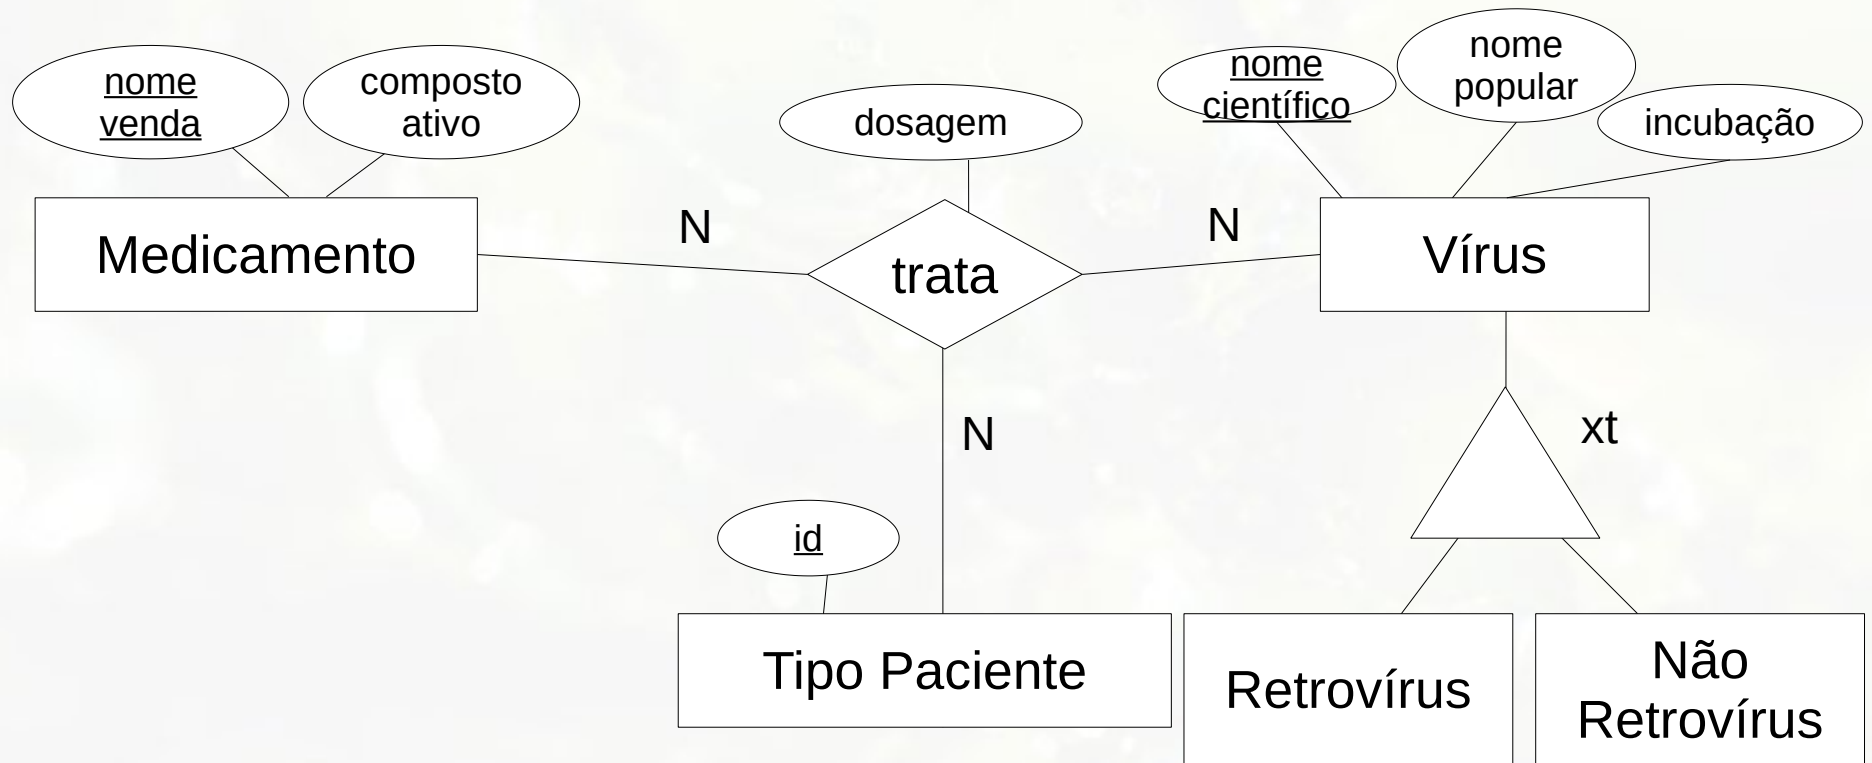 nome
venda
composto
ativo
dosagem
nome
científico
nome
popular
incubação
Medicamento
N
trata
N
Vírus
N
xt
id
Tipo Paciente
Retrovírus
Não
Retrovírus